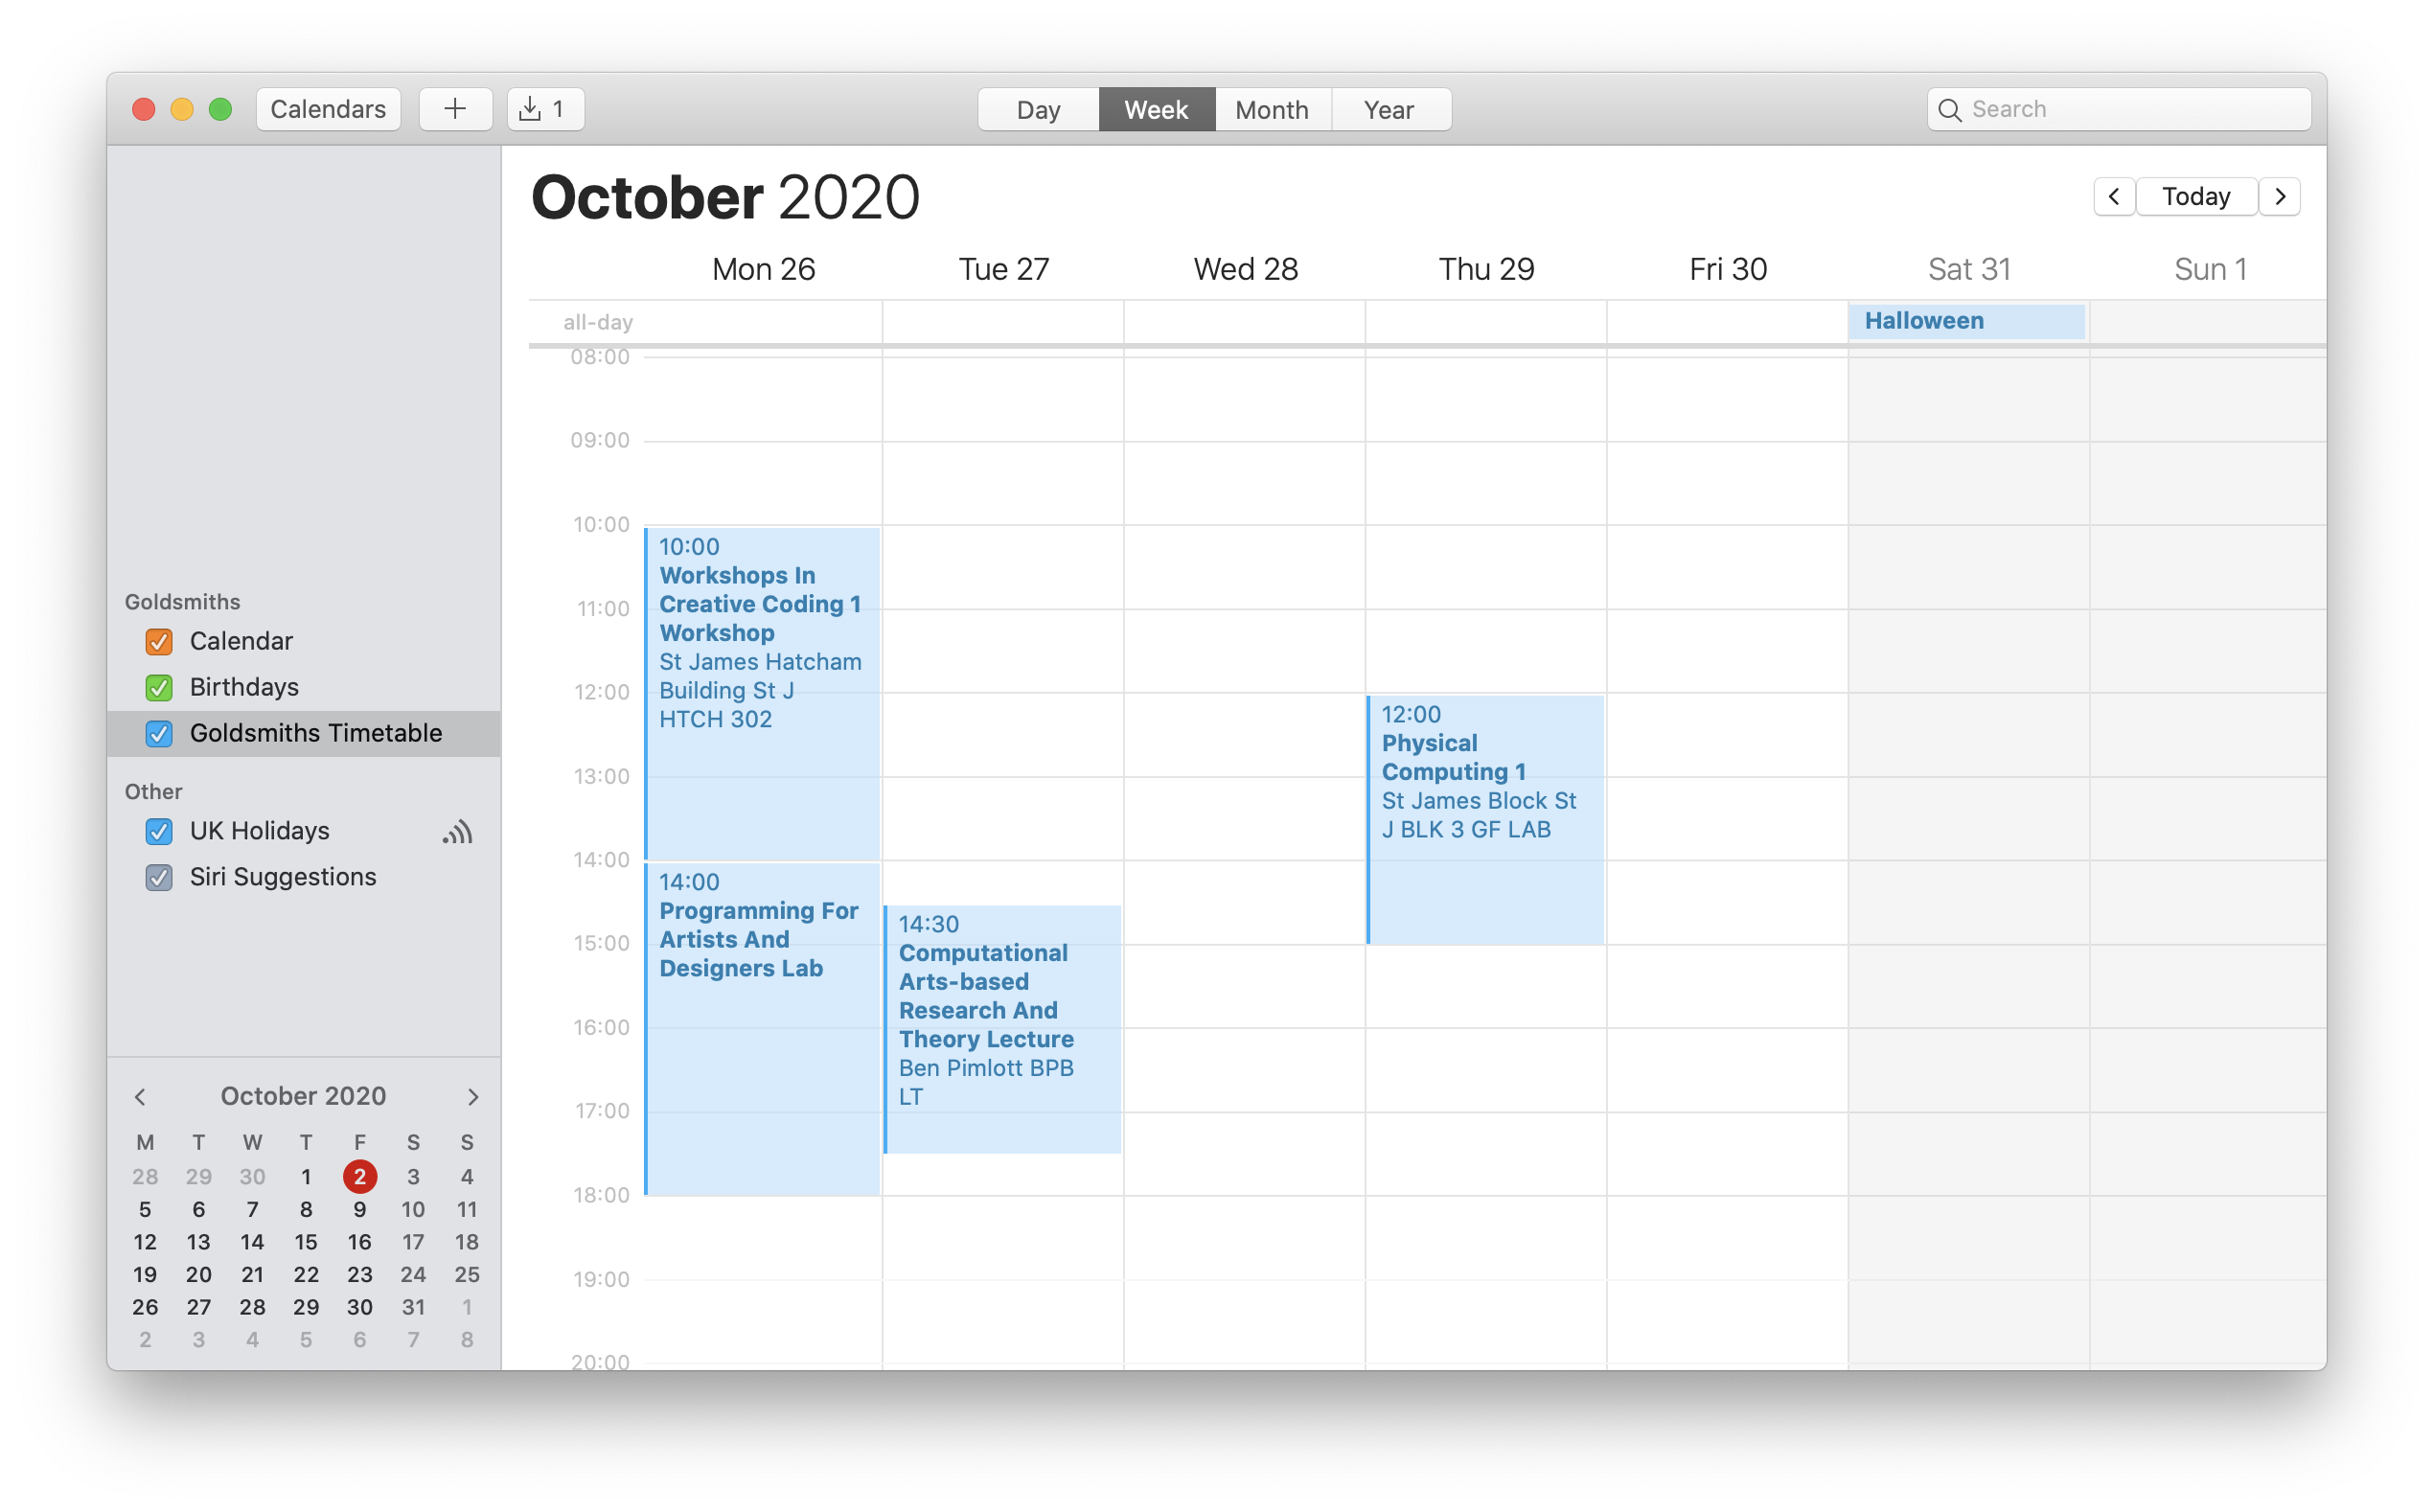 Calendars
1
Day Week Month Year
Search
October 2020
Today
Mon 26 Tue 27 Wed 28 Thu 29 Fri 30 Sat 31 Sun 1
all-day
Halloween
08:00
09:00
10:00
11:00
12:00
13:00
14:00
15:00
16:00
17:00
18:00
19:00
20:00
10:00
Workshops In
Creative Coding 1
Workshop
St James Hatcham
Building St J
HTCH 302
14:00
Programming For
Artists And
Designers Lab
14:30
Computational
Arts-based
Research And
Theory Lecture
Ben Pimlott BPB
LT
12:00
Physical
Computing 1
St James Block St
J BLK 3 GF LAB
Goldsmiths
Calendar
Birthdays
Goldsmiths Timetable
Other
UK Holidays
Siri Suggestions
October 2020
M T W T F S S
28 29 30 1 2 3 4
5 6 7 8 9 10 11
12 13 14 15 16 17 18
19 20 21 22 23 24 25
26 27 28 29 30 31 1
2 3 4 5 6 7 8